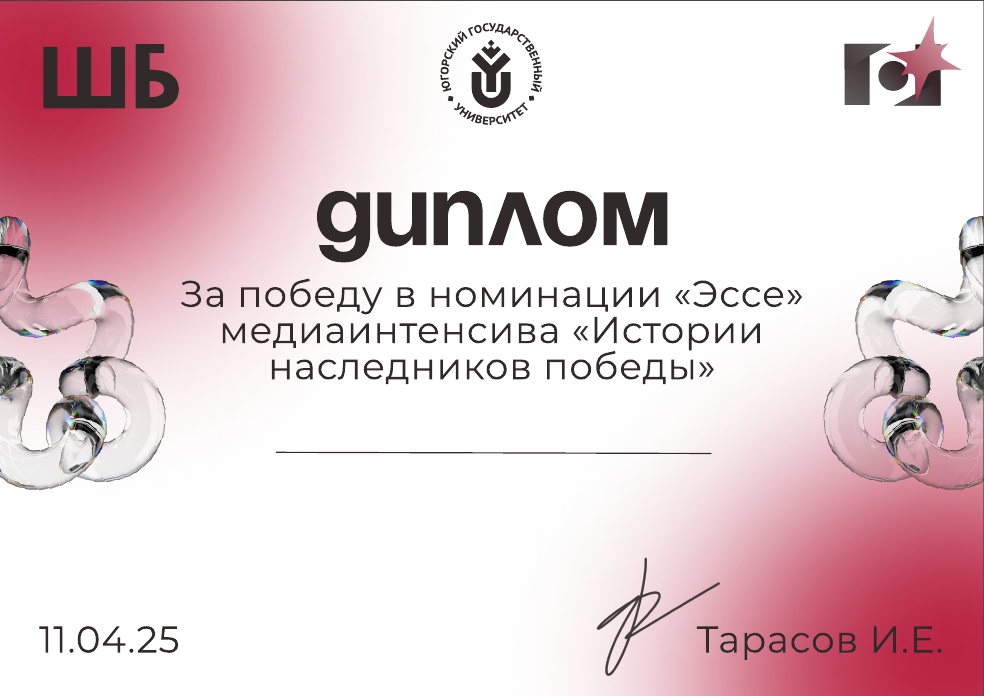 ШБ
ЮГОРСКИЙ ГОСУДАРСТВЕННЫЙ
УНИВЕРСИТЕТ
диплом
За победу в номинации «Эссе»
медиаинтенсива «Истории
наследников победы»
11.04.25
Тарасов И.Е.